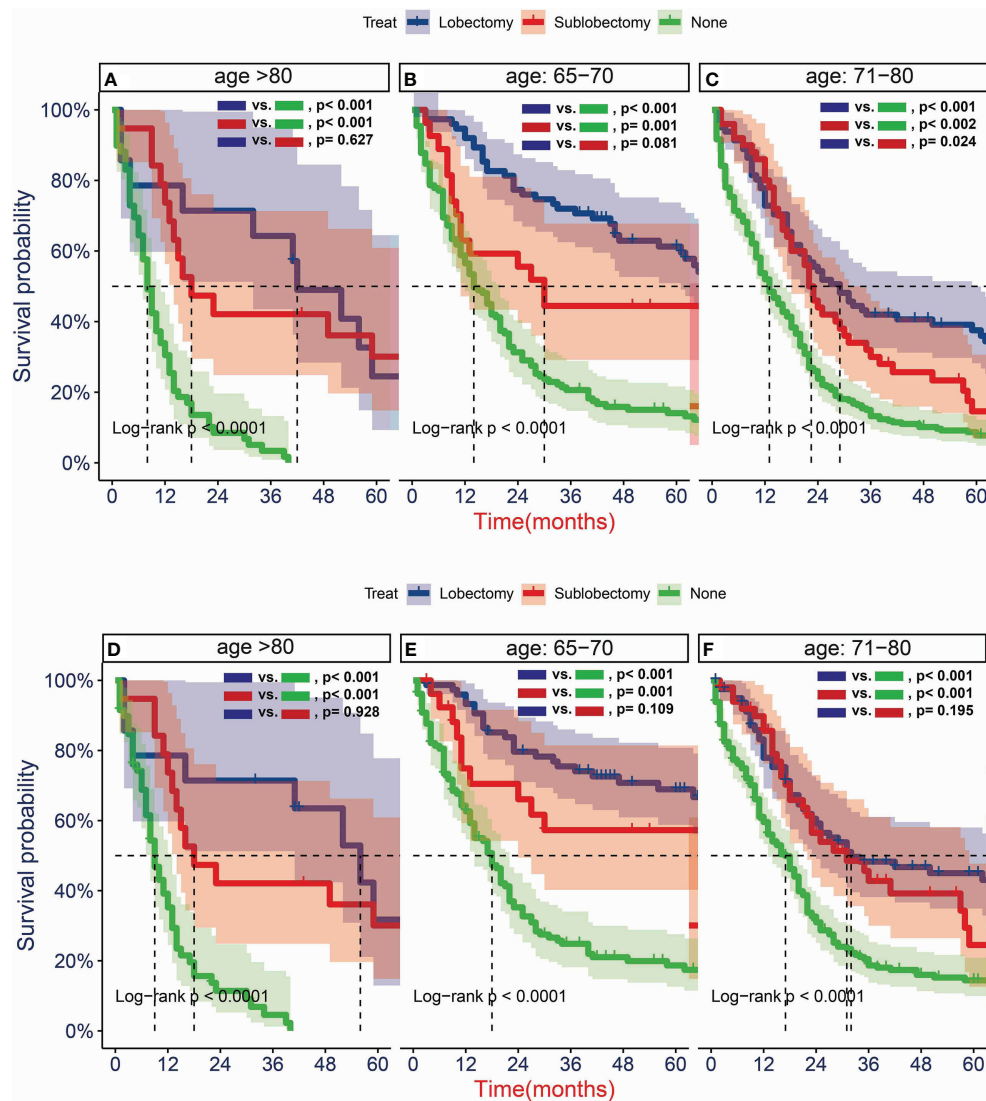 Treat Lobectomy Sublobectomy None
A age >80
B age: 65−70
C age: 71−80
vs. , p< 0.001
vs. , p< 0.001
vs. , p= 0.627
vs. , p< 0.001
vs. , p= 0.001
vs. , p= 0.081
vs. , p< 0.001
vs. , p< 0.002
vs. , p= 0.024
Survival probability
100%
80%
60%
40%
20%
0%
Log−rank p < 0.0001
Log−rank p < 0.0001
Log−rank p < 0.0001
0 12 24 36 48 60
0 12 24 36 48 60
0 12 24 36 48 60
Time(months)
Treat Lobectomy Sublobectomy None
D age >80
E age: 65−70
F age: 71−80
vs. , p< 0.001
vs. , p< 0.001
vs. , p= 0.928
vs. , p< 0.001
vs. , p= 0.001
vs. , p= 0.109
vs. , p< 0.001
vs. , p< 0.001
vs. , p= 0.195
Survival probability
100%
80%
60%
40%
20%
0%
Log−rank p < 0.0001
Log−rank p < 0.0001
Log−rank p < 0.0001
0 12 24 36 48 60
0 12 24 36 48 60
0 12 24 36 48 60
Time(months)